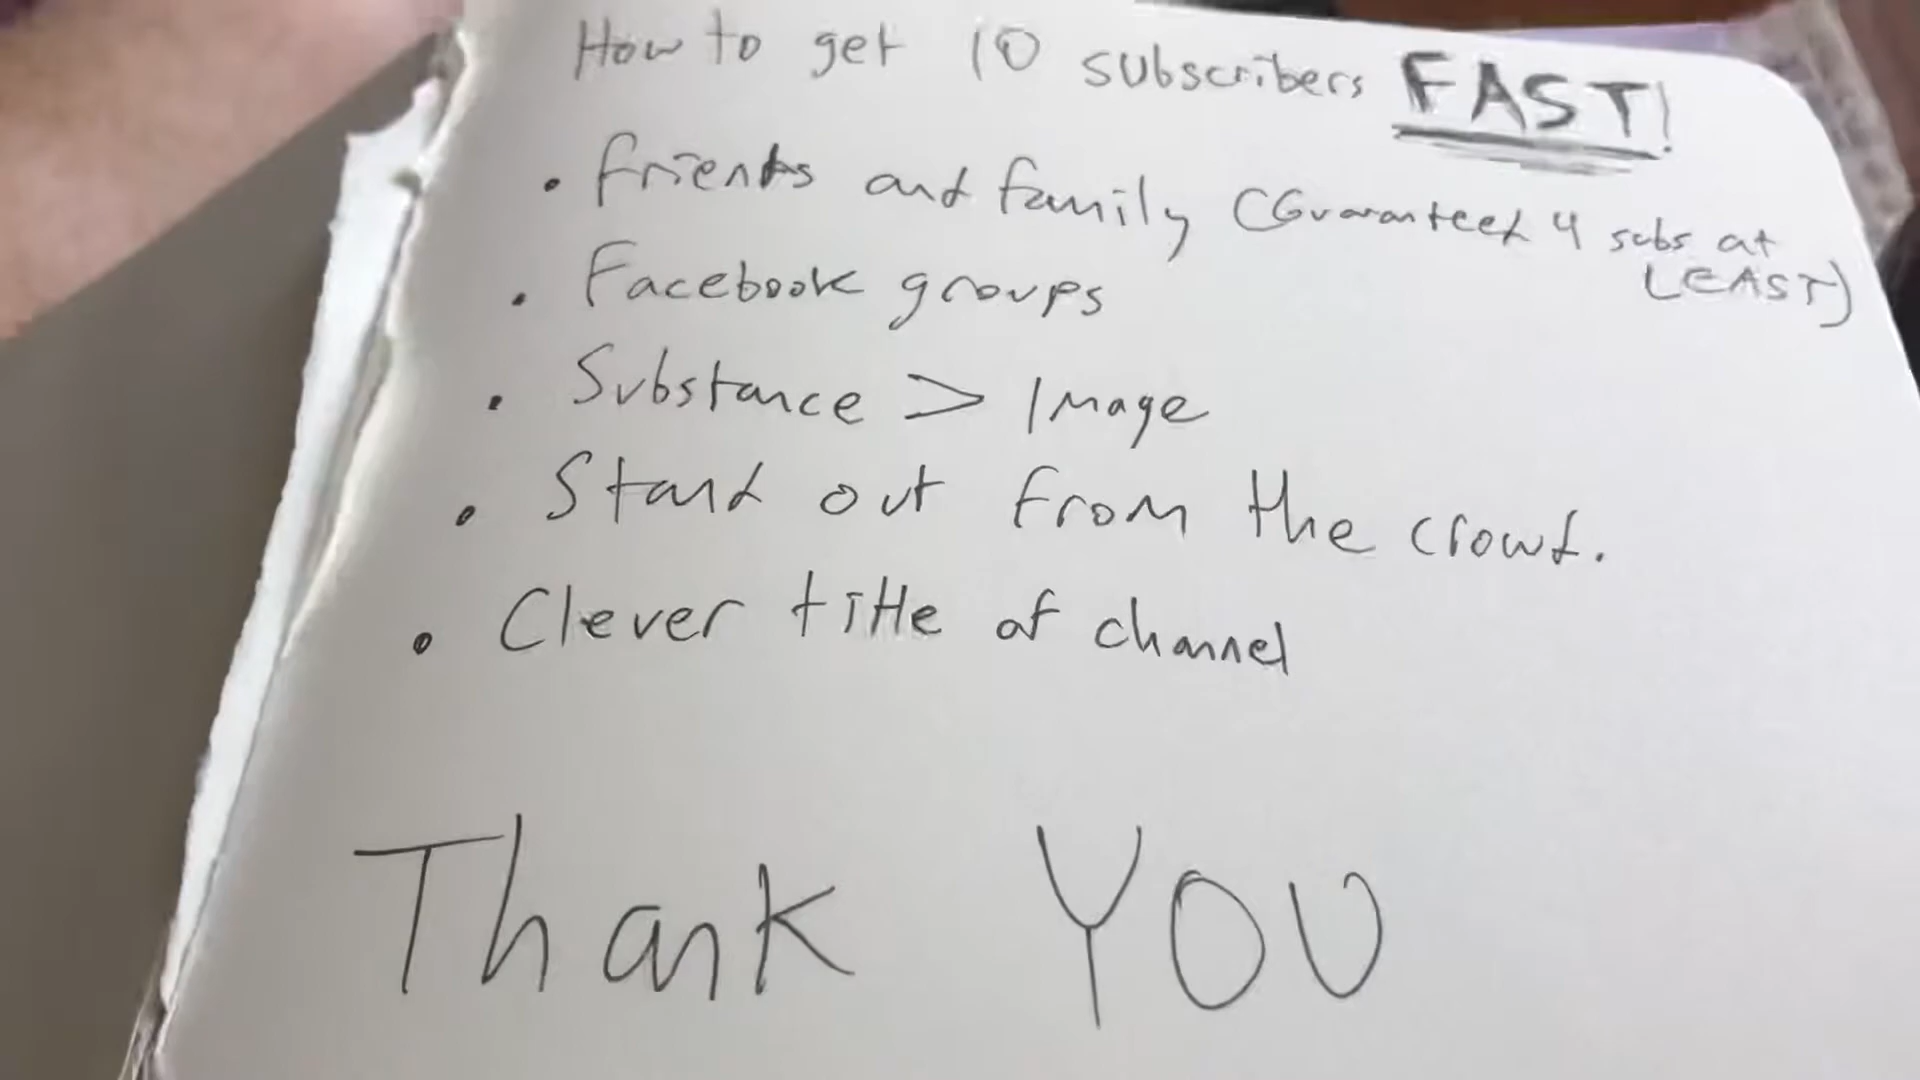 How to get 10 subscribers FAST!
• friends and family (Guaranteed 4 subs at
LEAST)
• Facebook groups
• Substance > Image
• Stand out from the crowd.
• Clever title of channel
Thank YOU